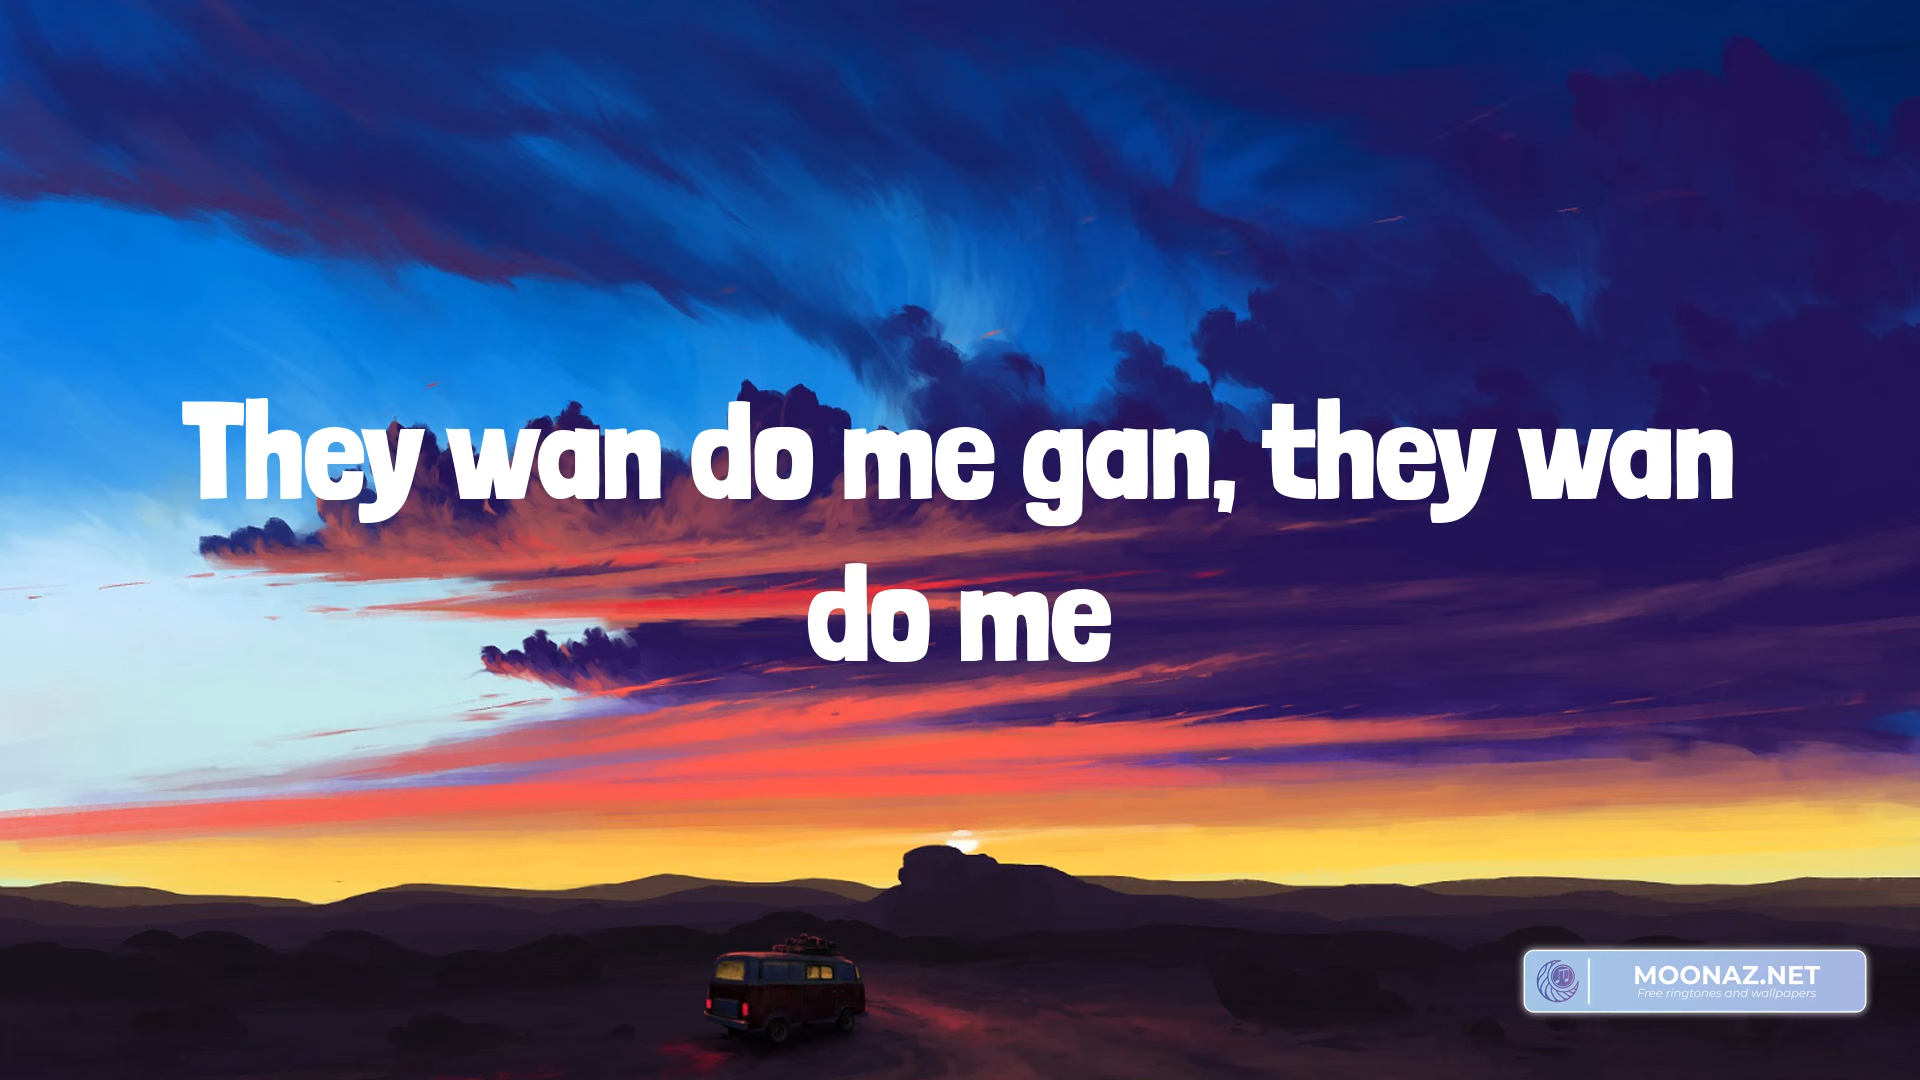 They wan do me gan, they wan
do me
MOONAZ.NET
Free ringtones and wallpapers